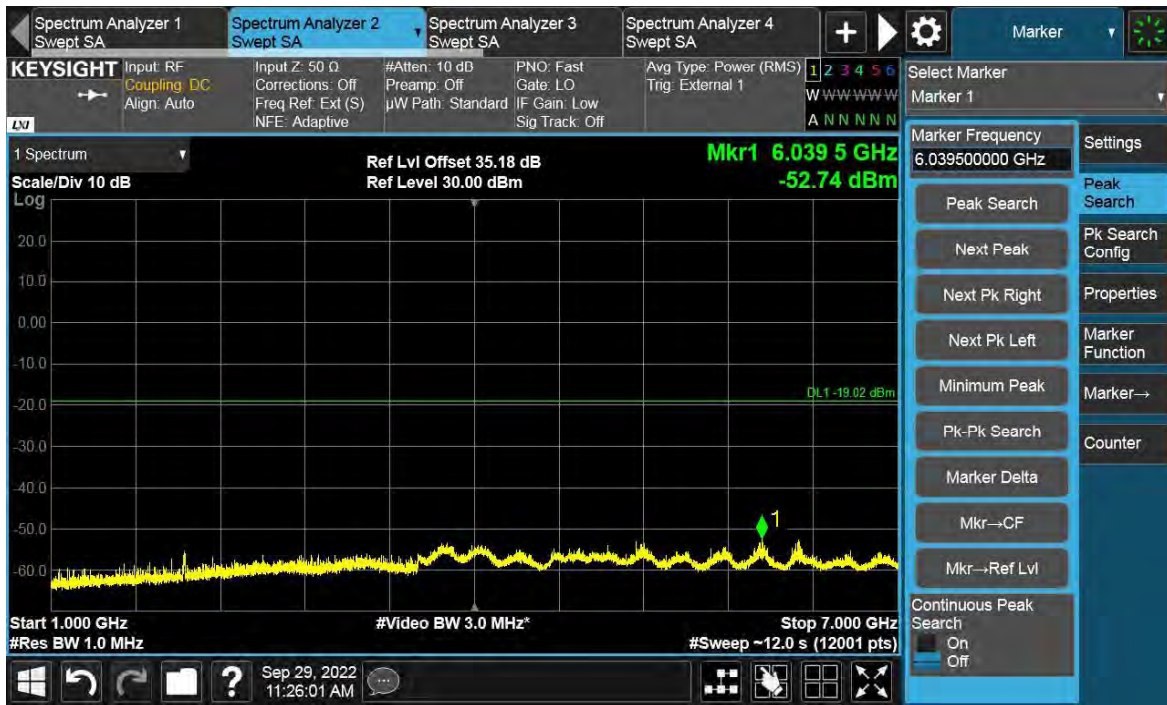 Spectrum Analyzer 1
Swept SA
Spectrum Analyzer 2
Swept SA
Spectrum Analyzer 3
Swept SA
Spectrum Analyzer 4
Swept SA
+
Marker
KEYSIGHT
LXI
Input: RF
Coupling: DC
Align: Auto
Input Z: 50 Ω
Corrections: Off
Freq Ref: Ext (S)
NFE: Adaptive
#Atten: 10 dB
Preamp: Off
µW Path: Standard
PNO: Fast
Gate: LO
IF Gain: Low
Sig Track: Off
Avg Type: Power (RMS)
Trig: External 1
1 2 3 4 5 6
W W W W W W
A N N N N N
Select Marker
Marker 1
1 Spectrum
Scale/Div 10 dB
Log
Ref Lvl Offset 35.18 dB
Ref Level 30.00 dBm
Mkr1 6.039 5 GHz
-52.74 dBm
20.0
10.0
0.00
-10.0
-20.0
-30.0
-40.0
-50.0
-60.0
DL1 -19.02 dBm
1
Start 1.000 GHz
#Res BW 1.0 MHz
#Video BW 3.0 MHz*
Stop 7.000 GHz
#Sweep ~12.0 s (12001 pts)
Marker Frequency
6.039500000 GHz
Peak Search
Next Peak
Next Pk Right
Next Pk Left
Minimum Peak
Pk-Pk Search
Marker Delta
Mkr→CF
Mkr→Ref Lvl
Continuous Peak
Search
On
Off
Settings
Peak
Search
Pk Search
Config
Properties
Marker
Function
Marker→
Counter
?
Sep 29, 2022
11:26:01 AM